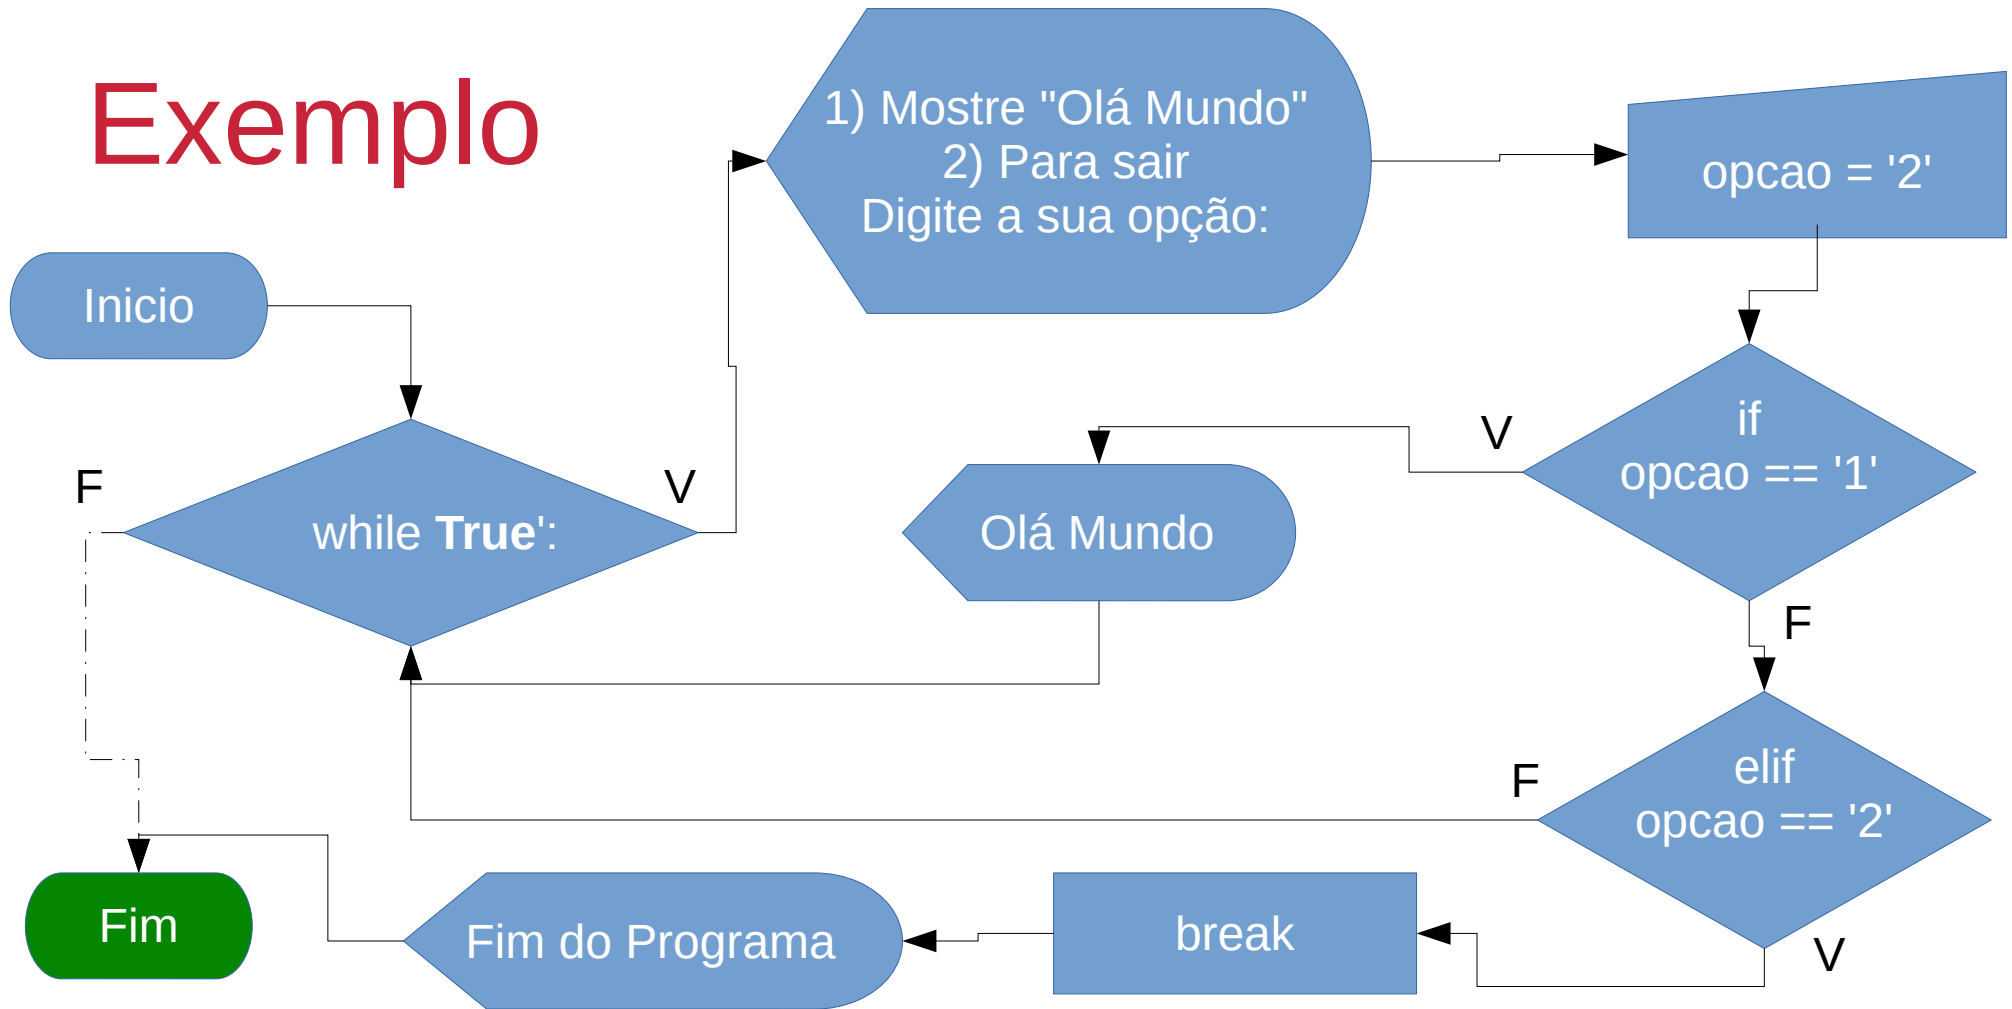 Exemplo
Inicio
F
while True':
V
1) Mostre "Olá Mundo"
2) Para sair
Digite a sua opção:
opcao = '2'
if
opcao == '1'
V
F
Olá Mundo
elif
opcao == '2'
F
V
break
Fim do Programa
Fim